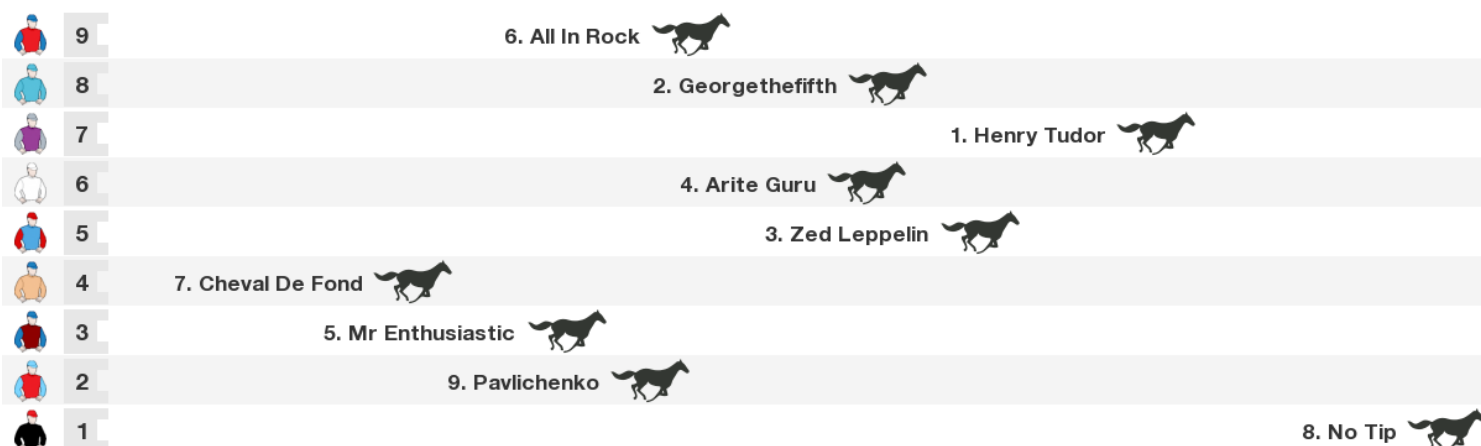 9 6. All In Rock
8 2. Georgethefifth
7 1. Henry Tudor
6 4. Arite Guru
5 3. Zed Leppelin
4 7. Cheval De Fond
3 5. Mr Enthusiastic
2 9. Pavlichenko
1 8. No Tip